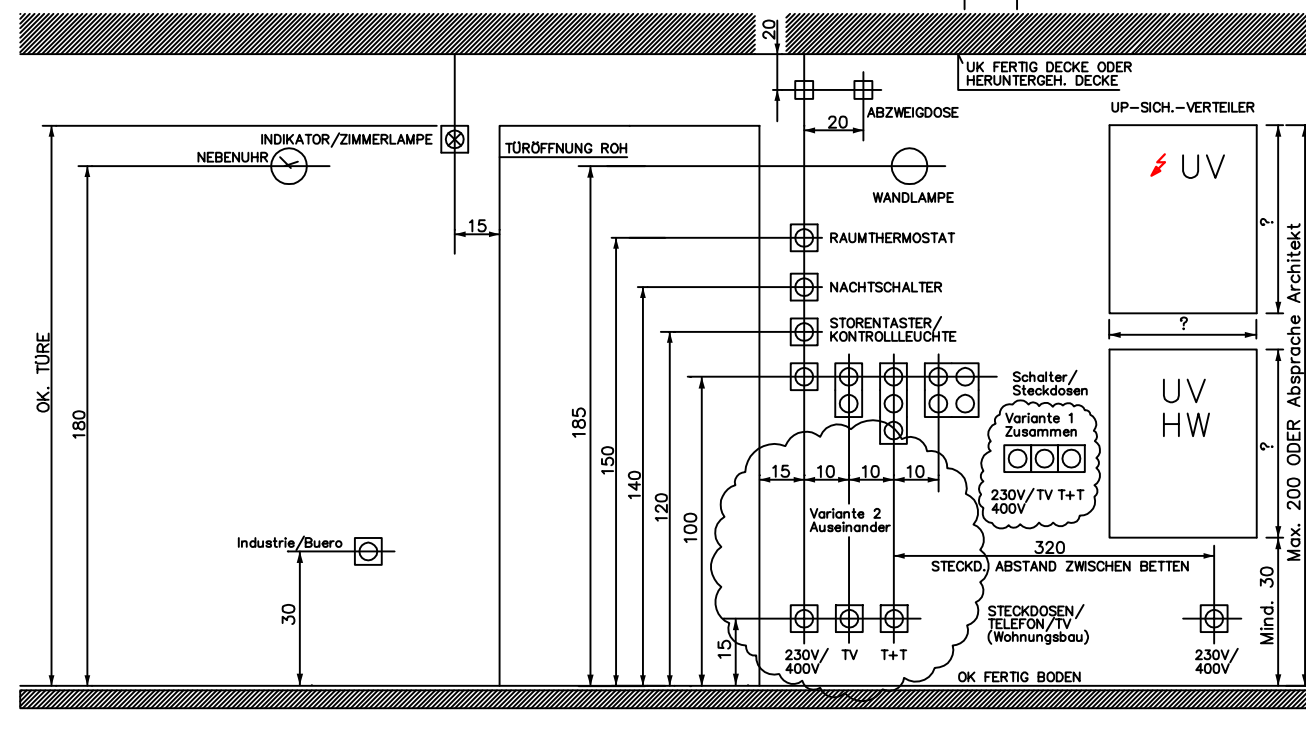 20
UK FERTIG DECKE ODER
HERUNTERGEH. DECKE
ABZWEIGDOSE
20
UP-SICH.-VERTEILER
INDIKATOR/ZIMMERLAMPE
NEBENUHR
TÜRÖFFNUNG ROH
UV
WANDLAMPE
15
RAUMTHERMOSTAT
?
NACHTSCHALTER
STORENTASTER/
KONTROLLLEUCHTE
?
OK. TÜRE
180
185
150
140
120
100
Schalter/
Steckdosen
Variante 1
Zusammen
230V/TV T+T
400V
UV
HW
?
Max. 200 ODER Absprache Architekt
15
10
10
10
Variante 2
Auseinander
Industrie/Buero
30
320
STECKD. ABSTAND ZWISCHEN BETTEN
Mind. 30
STECKDOSEN/
TELEFON/TV
(Wohnungsbau)
15
230V/
400V
TV
T+T
230V/
400V
OK FERTIG BODEN